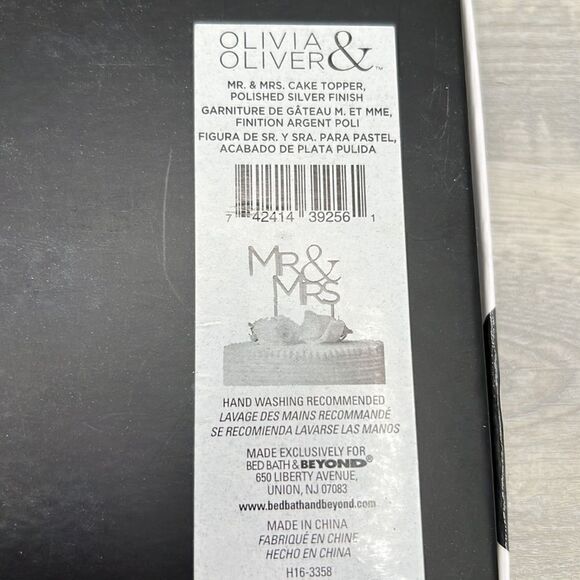 OLIVIA &
OLIVER™
MR. & MRS. CAKE TOPPER,
POLISHED SILVER FINISH
GARNITURE DE GÂTEAU M. ET MME,
FINITION ARGENT POLI
FIGURA DE SR. Y SRA. PARA PASTEL,
ACABADO DE PLATA PULIDA
7 42414 39256 1
MR&
MRS
HAND WASHING RECOMMENDED
LAVAGE DES MAINS RECOMMANDÉ
SE RECOMIENDA LAVARSE LAS MANOS
MADE EXCLUSIVELY FOR
BED BATH & BEYOND®
650 LIBERTY AVENUE,
UNION, NJ 07083
www.bedbathandbeyond.com
MADE IN CHINA
FABRIQUÉ EN CHINE
HECHO EN CHINA
H16-3358